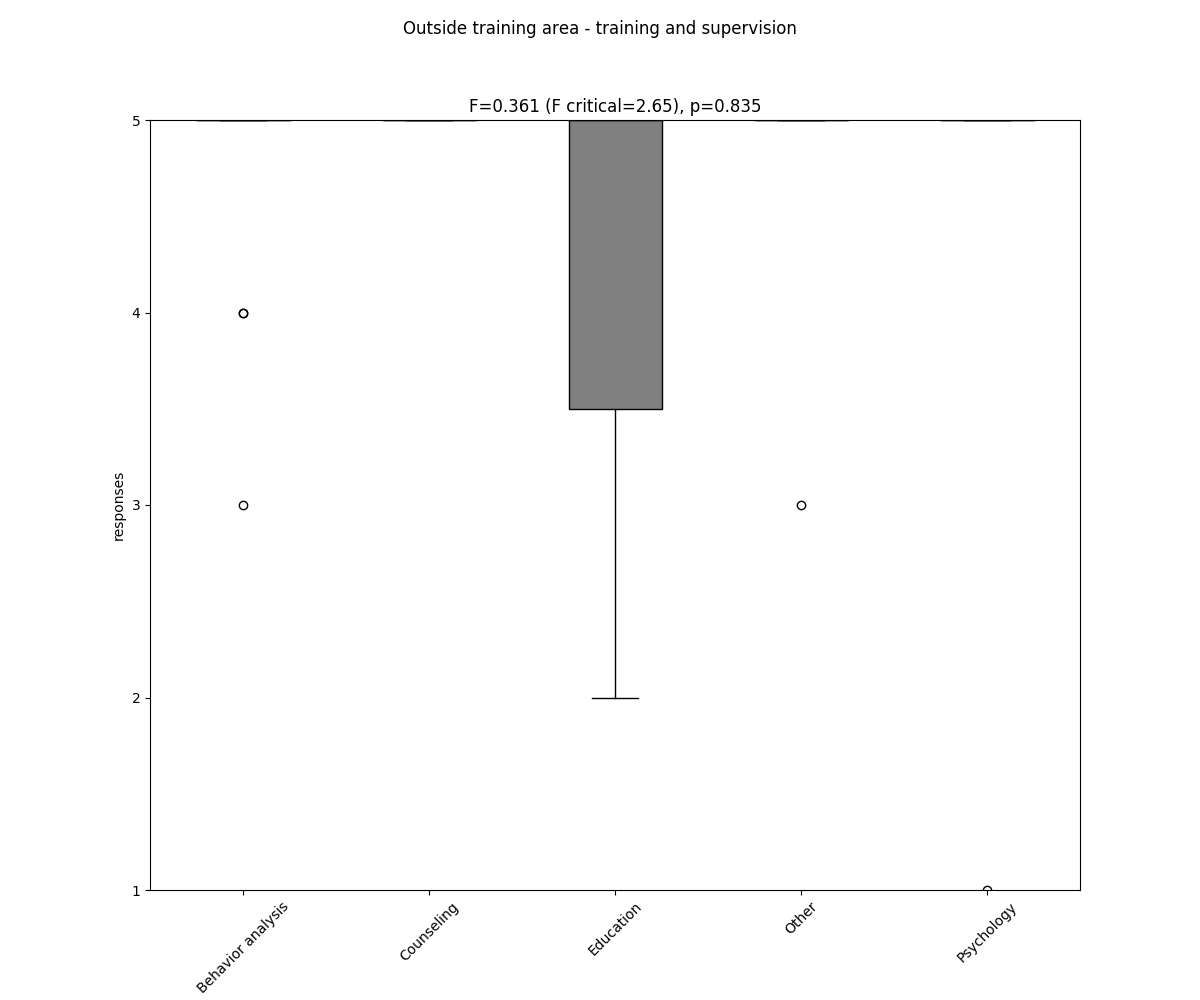 Outside training area - training and supervision
F=0.361 (F critical=2.65), p=0.835
5
4
3
2
1
responses
Behavior analysis
Counseling
Education
Other
Psychology